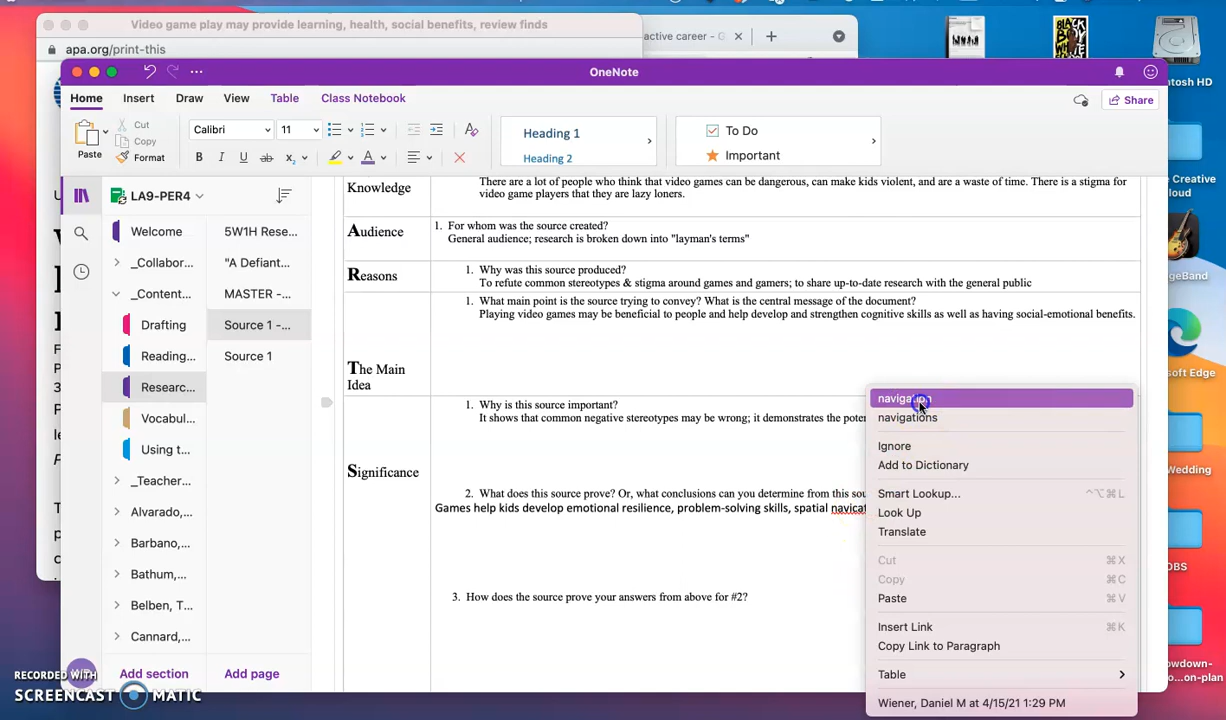 Video game play may provide learning, health, social benefits, review finds
apa.org/print-this
active career - G
OneNote
Home
Insert
Draw
View
Table
Class Notebook
Share
Paste
Cut
Copy
Format
Calibri
11
B I U ab
Heading 1
Heading 2
To Do
Important
LA9-PER4
Welcome
_Collabor...
_Content...
Drafting
Reading...
Researc...
Vocabul...
Using t...
_Teacher...
Alvarado,...
Barbano,...
Bathum,...
Belben, T...
Cannard,...
Add section
5W1H Rese...
"A Defiant...
MASTER -...
Source 1 -...
Source 1
Add page
Knowledge
There are a lot of people who think that video games can be dangerous, can make kids violent, and are a waste of time. There is a stigma for
video game players that they are lazy loners.
Audience
1. For whom was the source created?
General audience; research is broken down into "layman's terms"
Reasons
1. Why was this source produced?
To refute common stereotypes & stigma around games and gamers; to share up-to-date research with the general public
1. What main point is the source trying to convey? What is the central message of the document?
Playing video games may be beneficial to people and help develop and strengthen cognitive skills as well as having social-emotional benefits.
The Main
Idea
1. Why is this source important?
It shows that common negative stereotypes may be wrong; it demonstrates the poten
Significance
2. What does this source prove? Or, what conclusions can you determine from this sou
Games help kids develop emotional resilience, problem-solving skills, spatial navicat
3. How does the source prove your answers from above for #2?
navigation
navigations
Ignore
Add to Dictionary
Smart Lookup... ^⌥⌘L
Look Up
Translate
Cut ⌘X
Copy ⌘C
Paste ⌘V
Insert Link ⌘K
Copy Link to Paragraph
Table
Wiener, Daniel M at 4/15/21 1:29 PM
ntosh HD
e Creative
loud
ageBand
soft Edge
Wedding
OBS
owdown-
...on-plan
RECORDED WITH
SCREENCAST MATIC